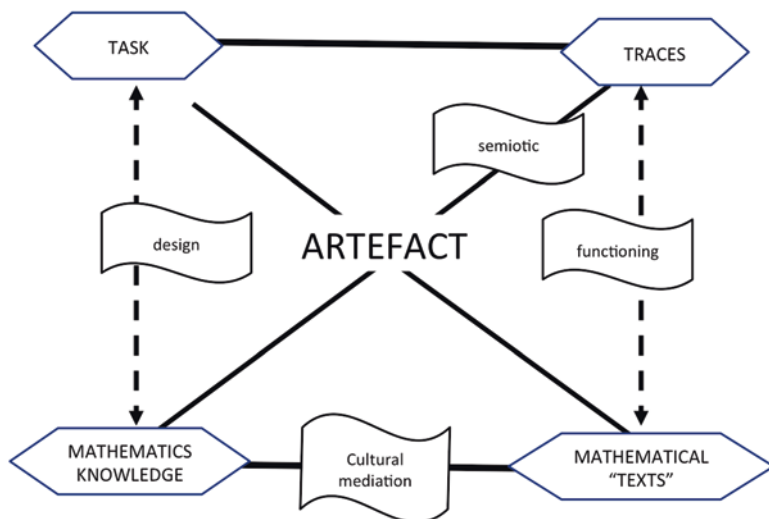 TASK
TRACES
semiotic
design
ARTEFACT
functioning
MATHEMATICS
KNOWLEDGE
Cultural
mediation
MATHEMATICAL
“TEXTS”